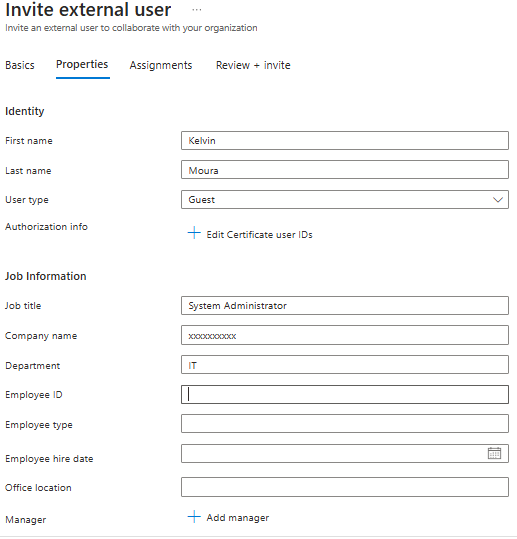 Invite external user ...
Invite an external user to collaborate with your organization
Basics Properties Assignments Review + invite
Identity
First name Kelvin
Last name Moura
User type Guest
Authorization info
+ Edit Certificate user IDs
Job Information
Job title System Administrator
Company name xxxxxxxxxx
Department IT
Employee ID
Employee type
Employee hire date
Office location
Manager + Add manager